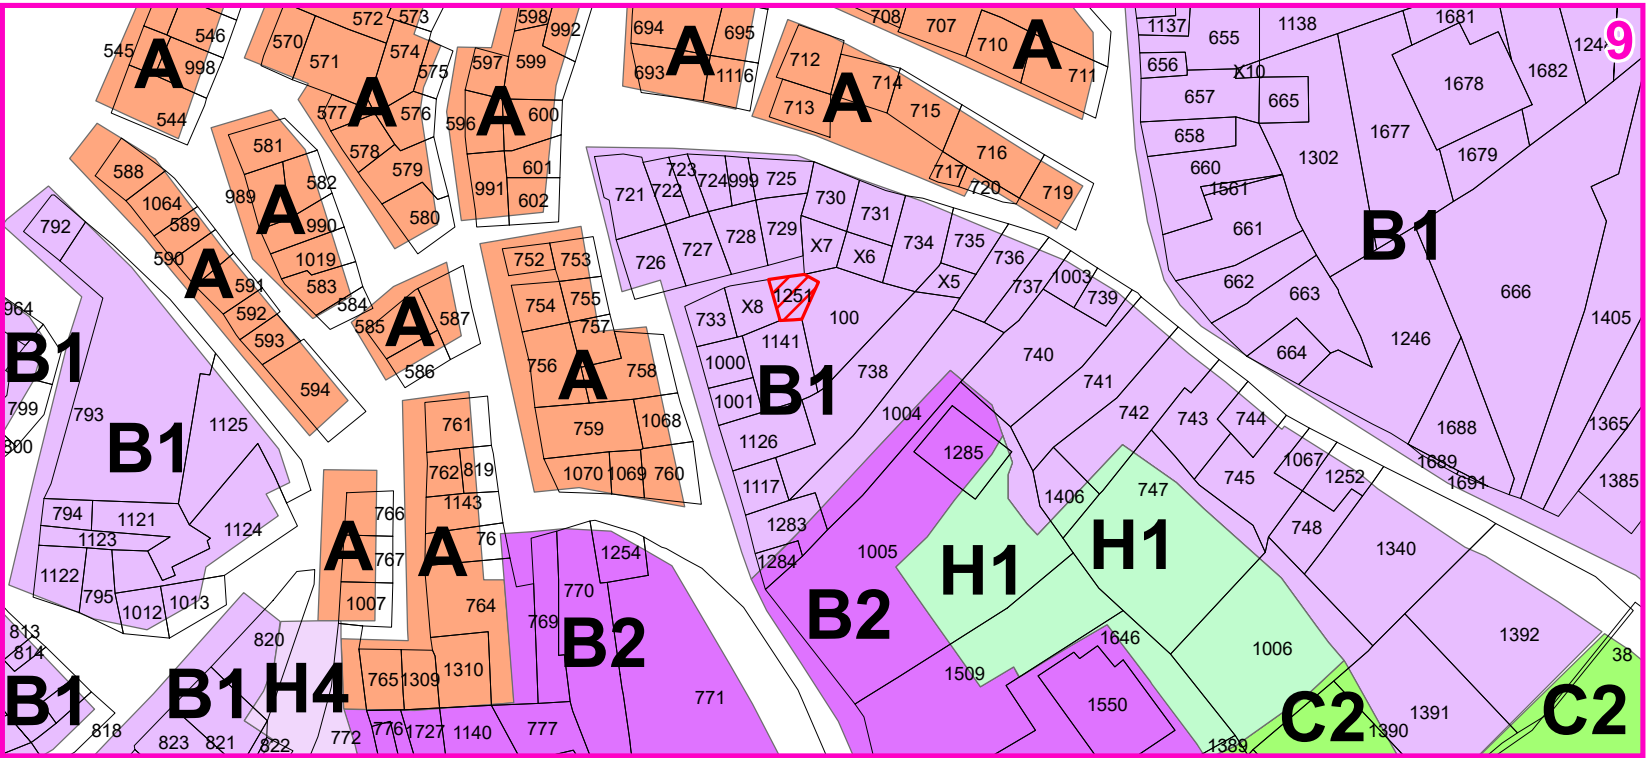 572 573 598 992 694 695 708 707 1137 655 1138 1681 1244 9
545 546 570 574 710 A
A 998 571 575 597 599 A 712 656 X10 1682
693 1116 714 711 657 665 1678
544 577 A 576 596 A 600 713 A 715 658 1677
581 578 716 660 1302 1679
588 579 601 723 724 999 725 717 720 719 1561
582 991 602 721 722 730
1064 989 A 580 731 661 B1
792 589 990 728 729 734 735
590 1019 752 753 727 X7 X6 736
A 591 583 726 X5 737 1003 662 663 666
964 592 584 754 755 1251 739
593 585 A 587 757 733 X8 100 1405
B1 1141 740 664 1246
586 756 A 758 1000 738 741
799 793 594 1001 B1 1004 742 743 744
1125 761 759 1068 1126 1688 1365
800 B1 762 819 1070 1069 760 1285 1067 1689
1117 1406 747 745 1252 1691 1385
794 1121 766 1143 1283 748
1123 1124 A 767 A 76 1254 1284 1005 H1 H1 1340
1122 795 1012 1013 1007 764 770 B2
813 820 769 B2 1646 1006 1392
814 765 1309 1310 1509 38
B1 B1 H4 771 1550 C2 1391 C2
818 823 821 822 772 776 1727 1140 777 1389 1390